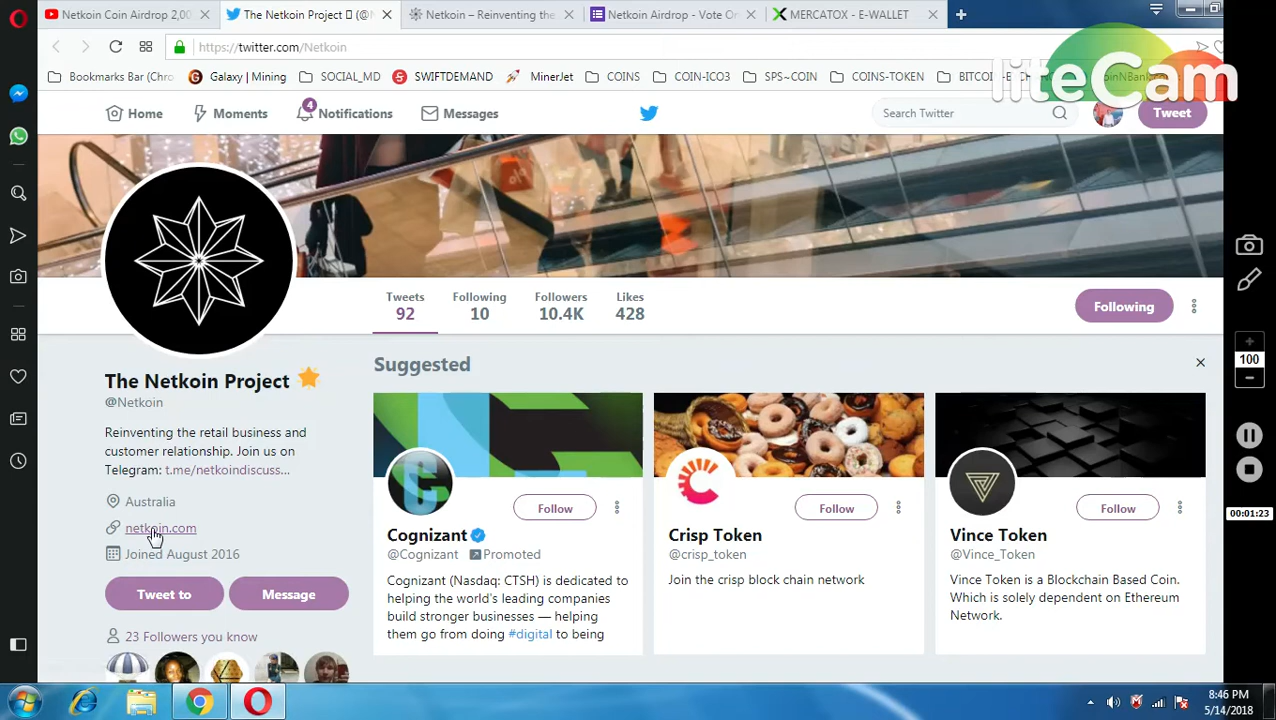 Netkoin Coin Airdrop 2,00
The Netkoin Project
Netkoin – Reinventing the
Netkoin Airdrop - Vote On
MERCATOX - E-WALLET
https://twitter.com/Netkoin
Bookmarks Bar (Chro
Galaxy | Mining
SOCIAL_MD
SWIFTDEMAND
MinerJet
COINS
COIN-ICO3
SPS~COIN
COINS-TOKEN
liteCam
Home
Moments
4
Notifications
Messages
Search Twitter
Tweet
Tweets
92
Following
10
Followers
10.4K
Likes
428
Following
The Netkoin Project
@Netkoin
Reinventing the retail business and
customer relationship. Join us on
Telegram: t.me/netkoindiscuss...
Australia
netkoin.com
Joined August 2016
Tweet to
Message
23 Followers you know
Suggested
Cognizant
@Cognizant Promoted
Cognizant (Nasdaq: CTSH) is dedicated to
helping the world's leading companies
build stronger businesses — helping
them go from doing #digital to being
Follow
Crisp Token
@crisp_token
Join the crisp block chain network
Follow
Vince Token
@Vince_Token
Vince Token is a Blockchain Based Coin.
Which is solely dependent on Ethereum
Network.
Follow
100
00:01:23
8:46 PM
5/14/2018